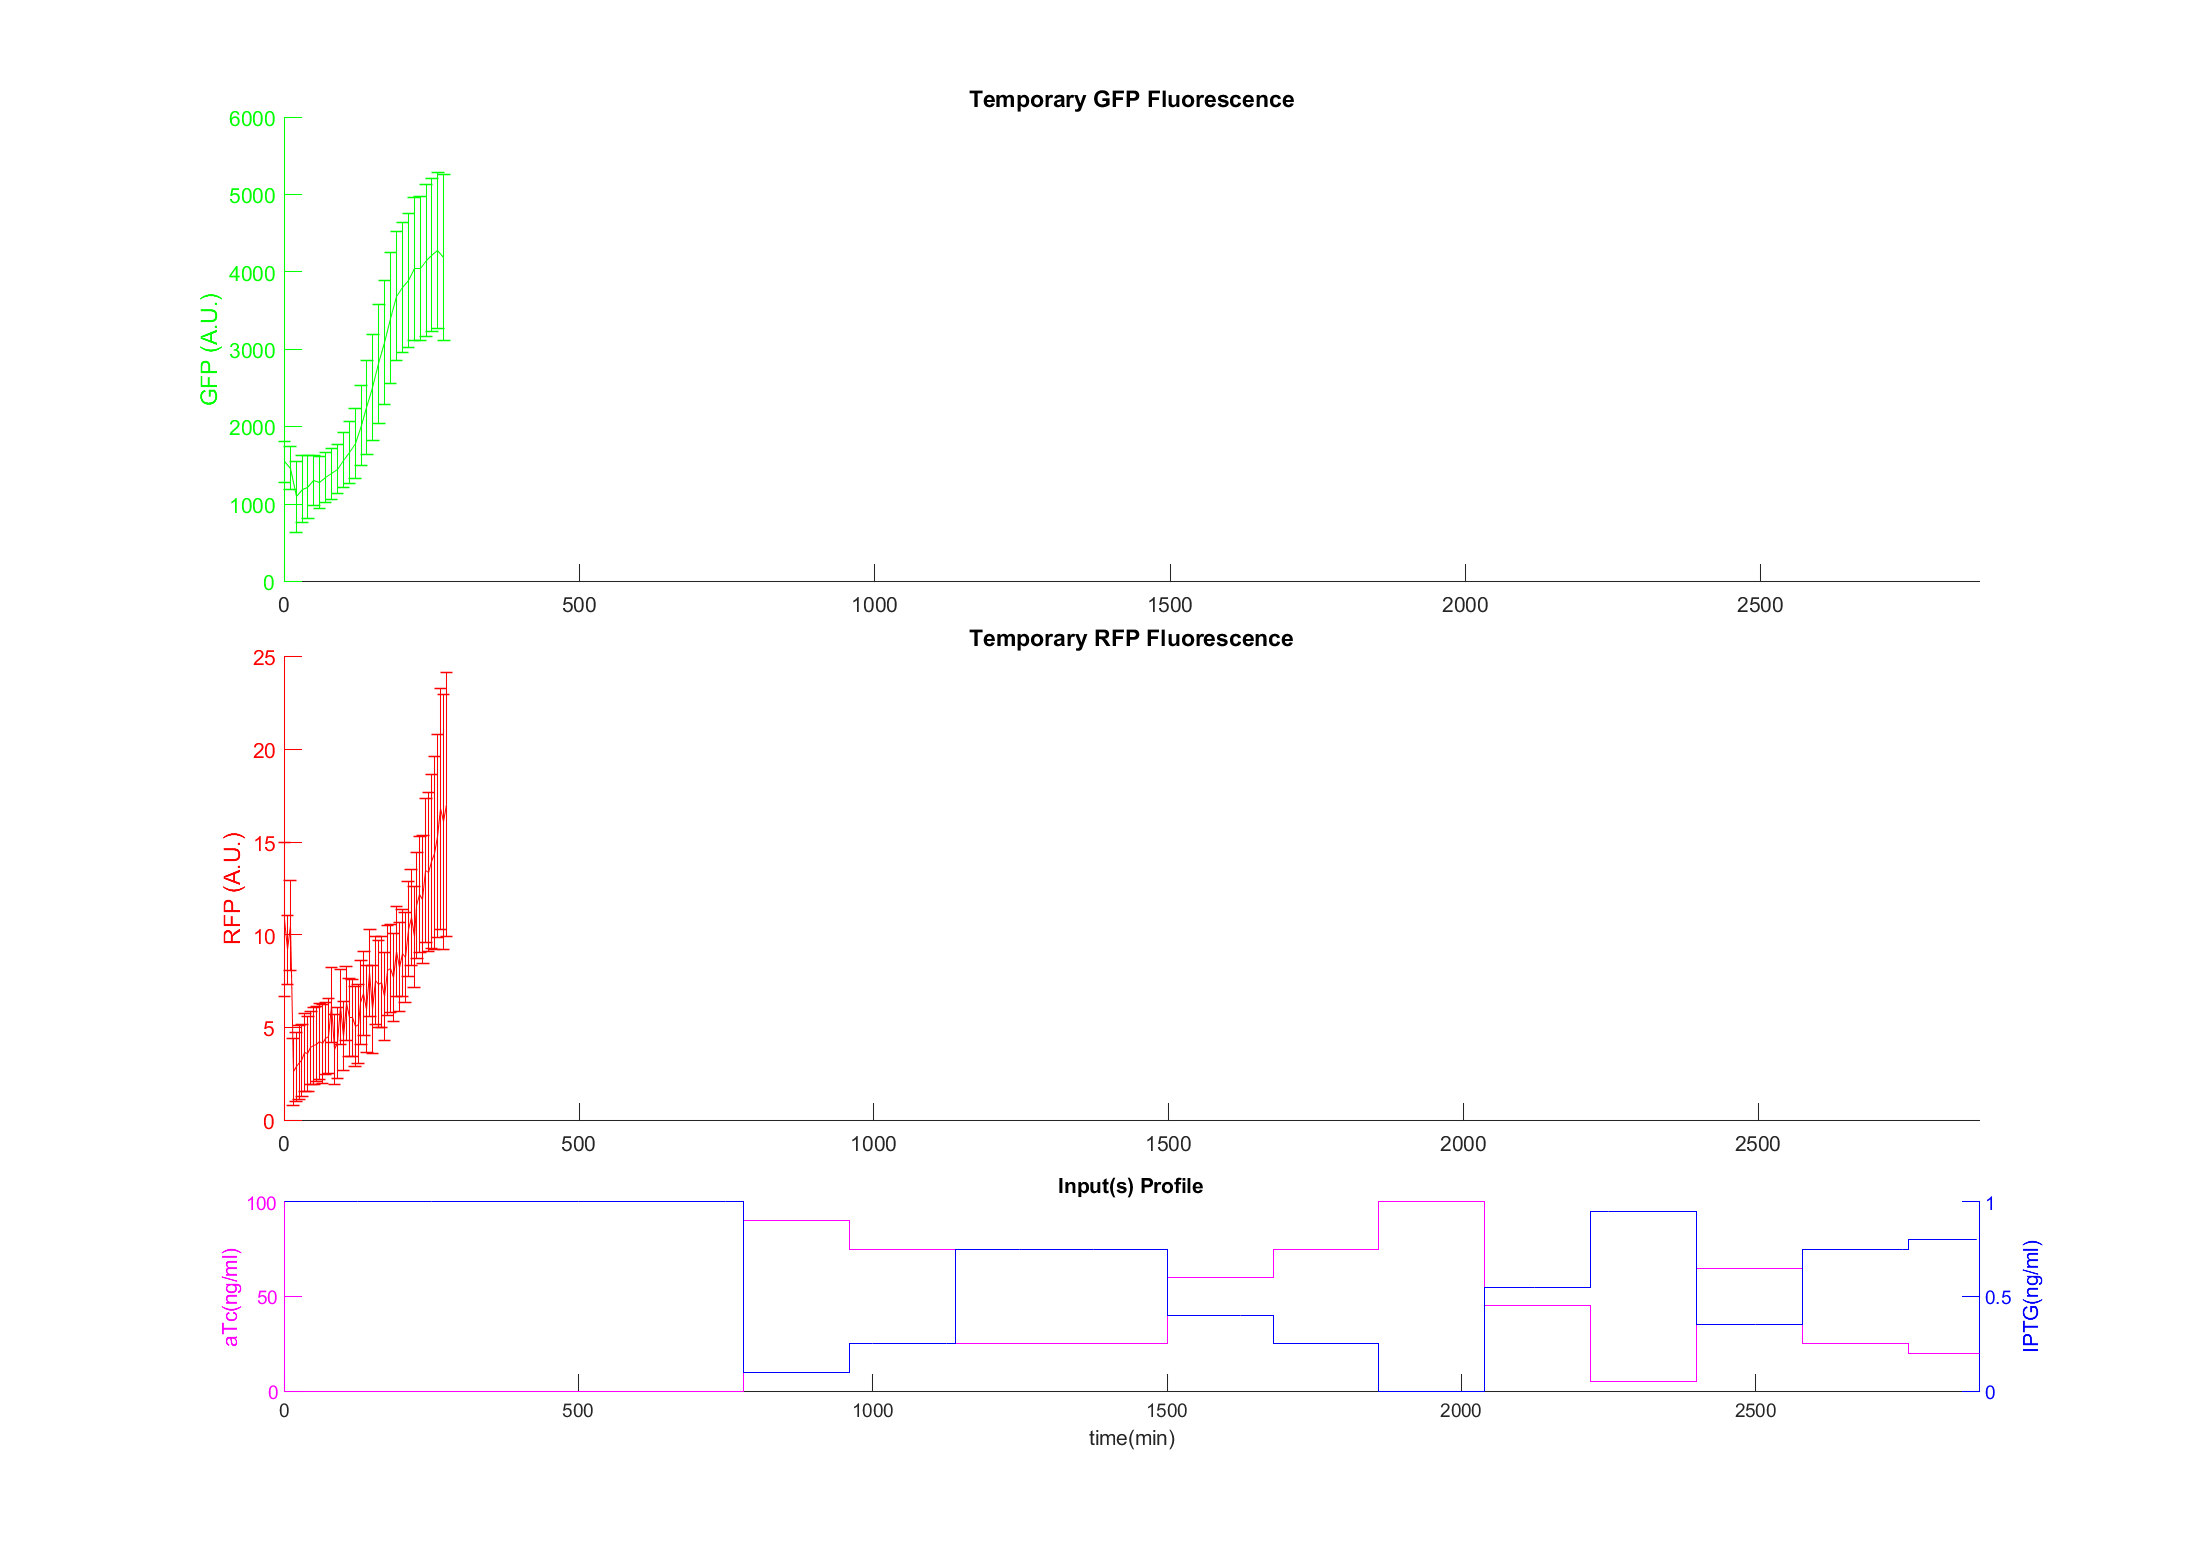 Temporary GFP Fluorescence
GFP (A.U.)
6000
5000
4000
3000
2000
1000
0
0 500 1000 1500 2000 2500
Temporary RFP Fluorescence
RFP (A.U.)
25
20
15
10
5
0
0 500 1000 1500 2000 2500
Input(s) Profile
aTc(ng/ml)
100
50
0
1
0.5
0
IPTG(ng/ml)
0 500 1000 1500 2000 2500
time(min)